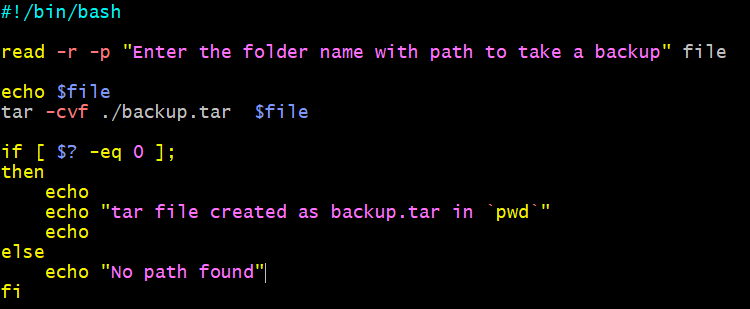 #!/bin/bash
read -r -p "Enter the folder name with path to take a backup" file
echo $file
tar -cvf ./backup.tar  $file
if [ $? -eq 0 ];
then
    echo
    echo "tar file created as backup.tar in `pwd`"
    echo
else
    echo "No path found"
fi